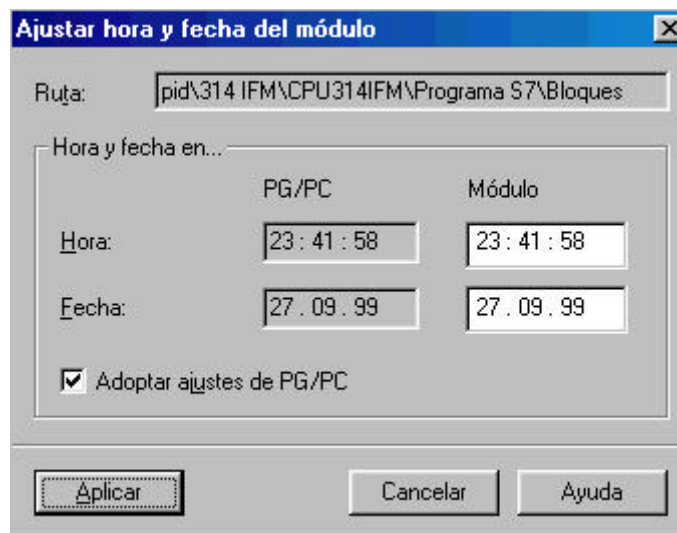 Ajustar hora y fecha del módulo
Ruta: pid\314 IFM\CPU314IFM\Programa S7\Bloques
Hora y fecha en...
PG/PC Módulo
Hora: 23 : 41 : 58 23 : 41 : 58
Fecha: 27 . 09 . 99 27 . 09 . 99
Adoptar ajustes de PG/PC
Aplicar Cancelar Ayuda